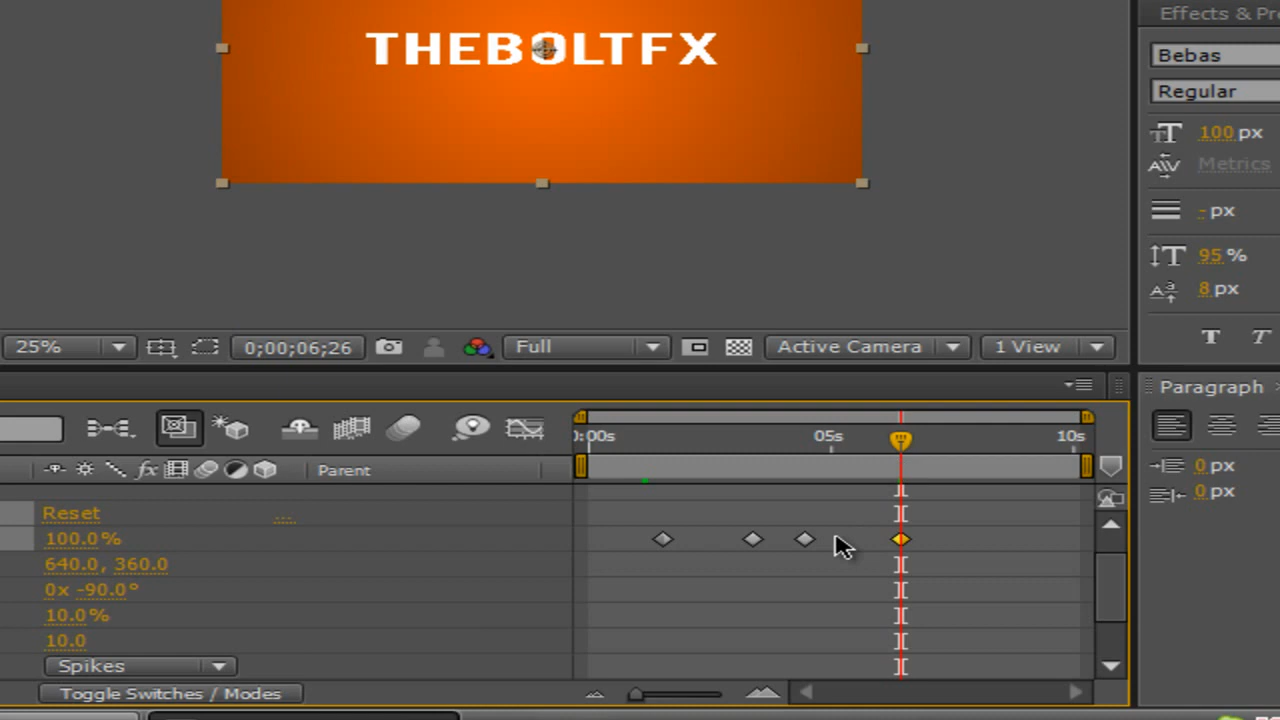 Effects & Pr
THEBOLTFX
Bebas
Regular
100 px
Metrics
- px
95 %
8 px
T T
25%
0;00;06;26
Full
Active Camera
1 View
Paragraph
):00s 05s 10s
fx
Parent
0 px
0 px
Reset
...
100.0%
640.0, 360.0
0x -90.0°
10.0%
10.0
Spikes
Toggle Switches / Modes